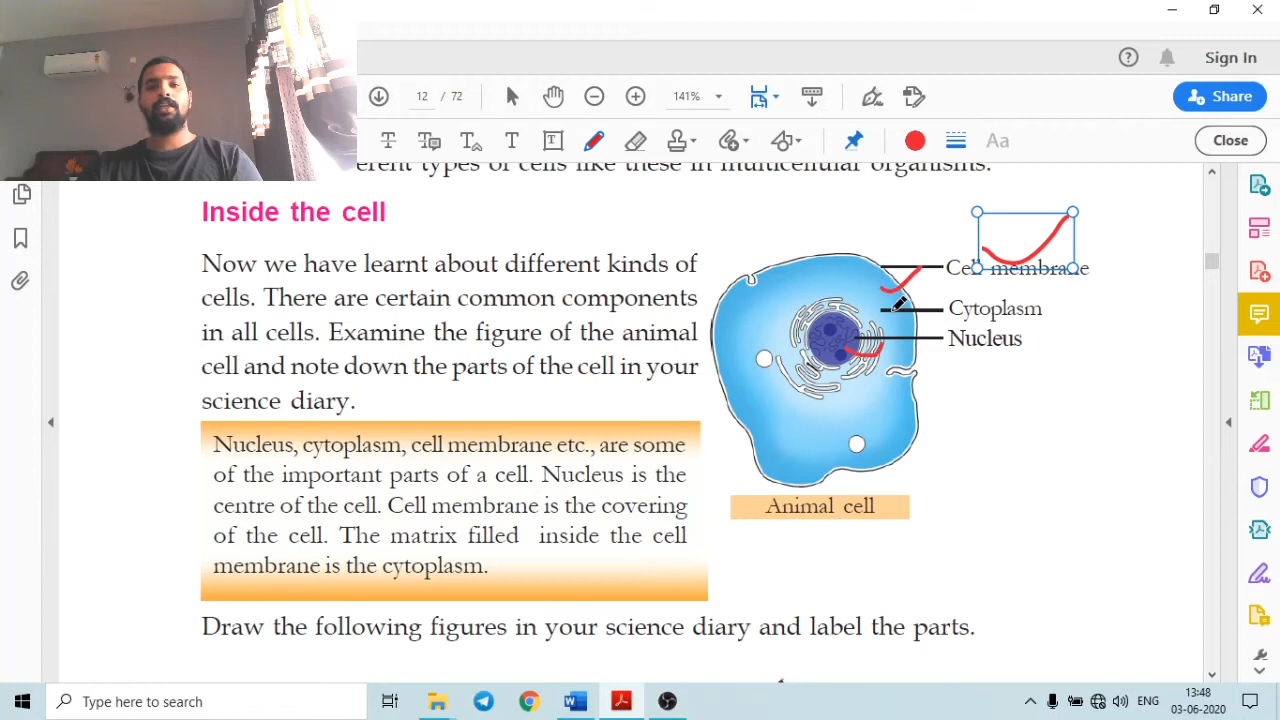 Sign In
12 / 72
141%
Share
Aa
Close
erent types of cells like these in multicellular organisms.
Inside the cell
Now we have learnt about different kinds of
cells. There are certain common components
in all cells. Examine the figure of the animal
cell and note down the parts of the cell in your
science diary.
Cell membrane
Cytoplasm
Nucleus
Animal cell
Nucleus, cytoplasm, cell membrane etc., are some
of the important parts of a cell. Nucleus is the
centre of the cell. Cell membrane is the covering
of the cell. The matrix filled inside the cell
membrane is the cytoplasm.
Draw the following figures in your science diary and label the parts.
Type here to search
ENG
13:48
03-06-2020